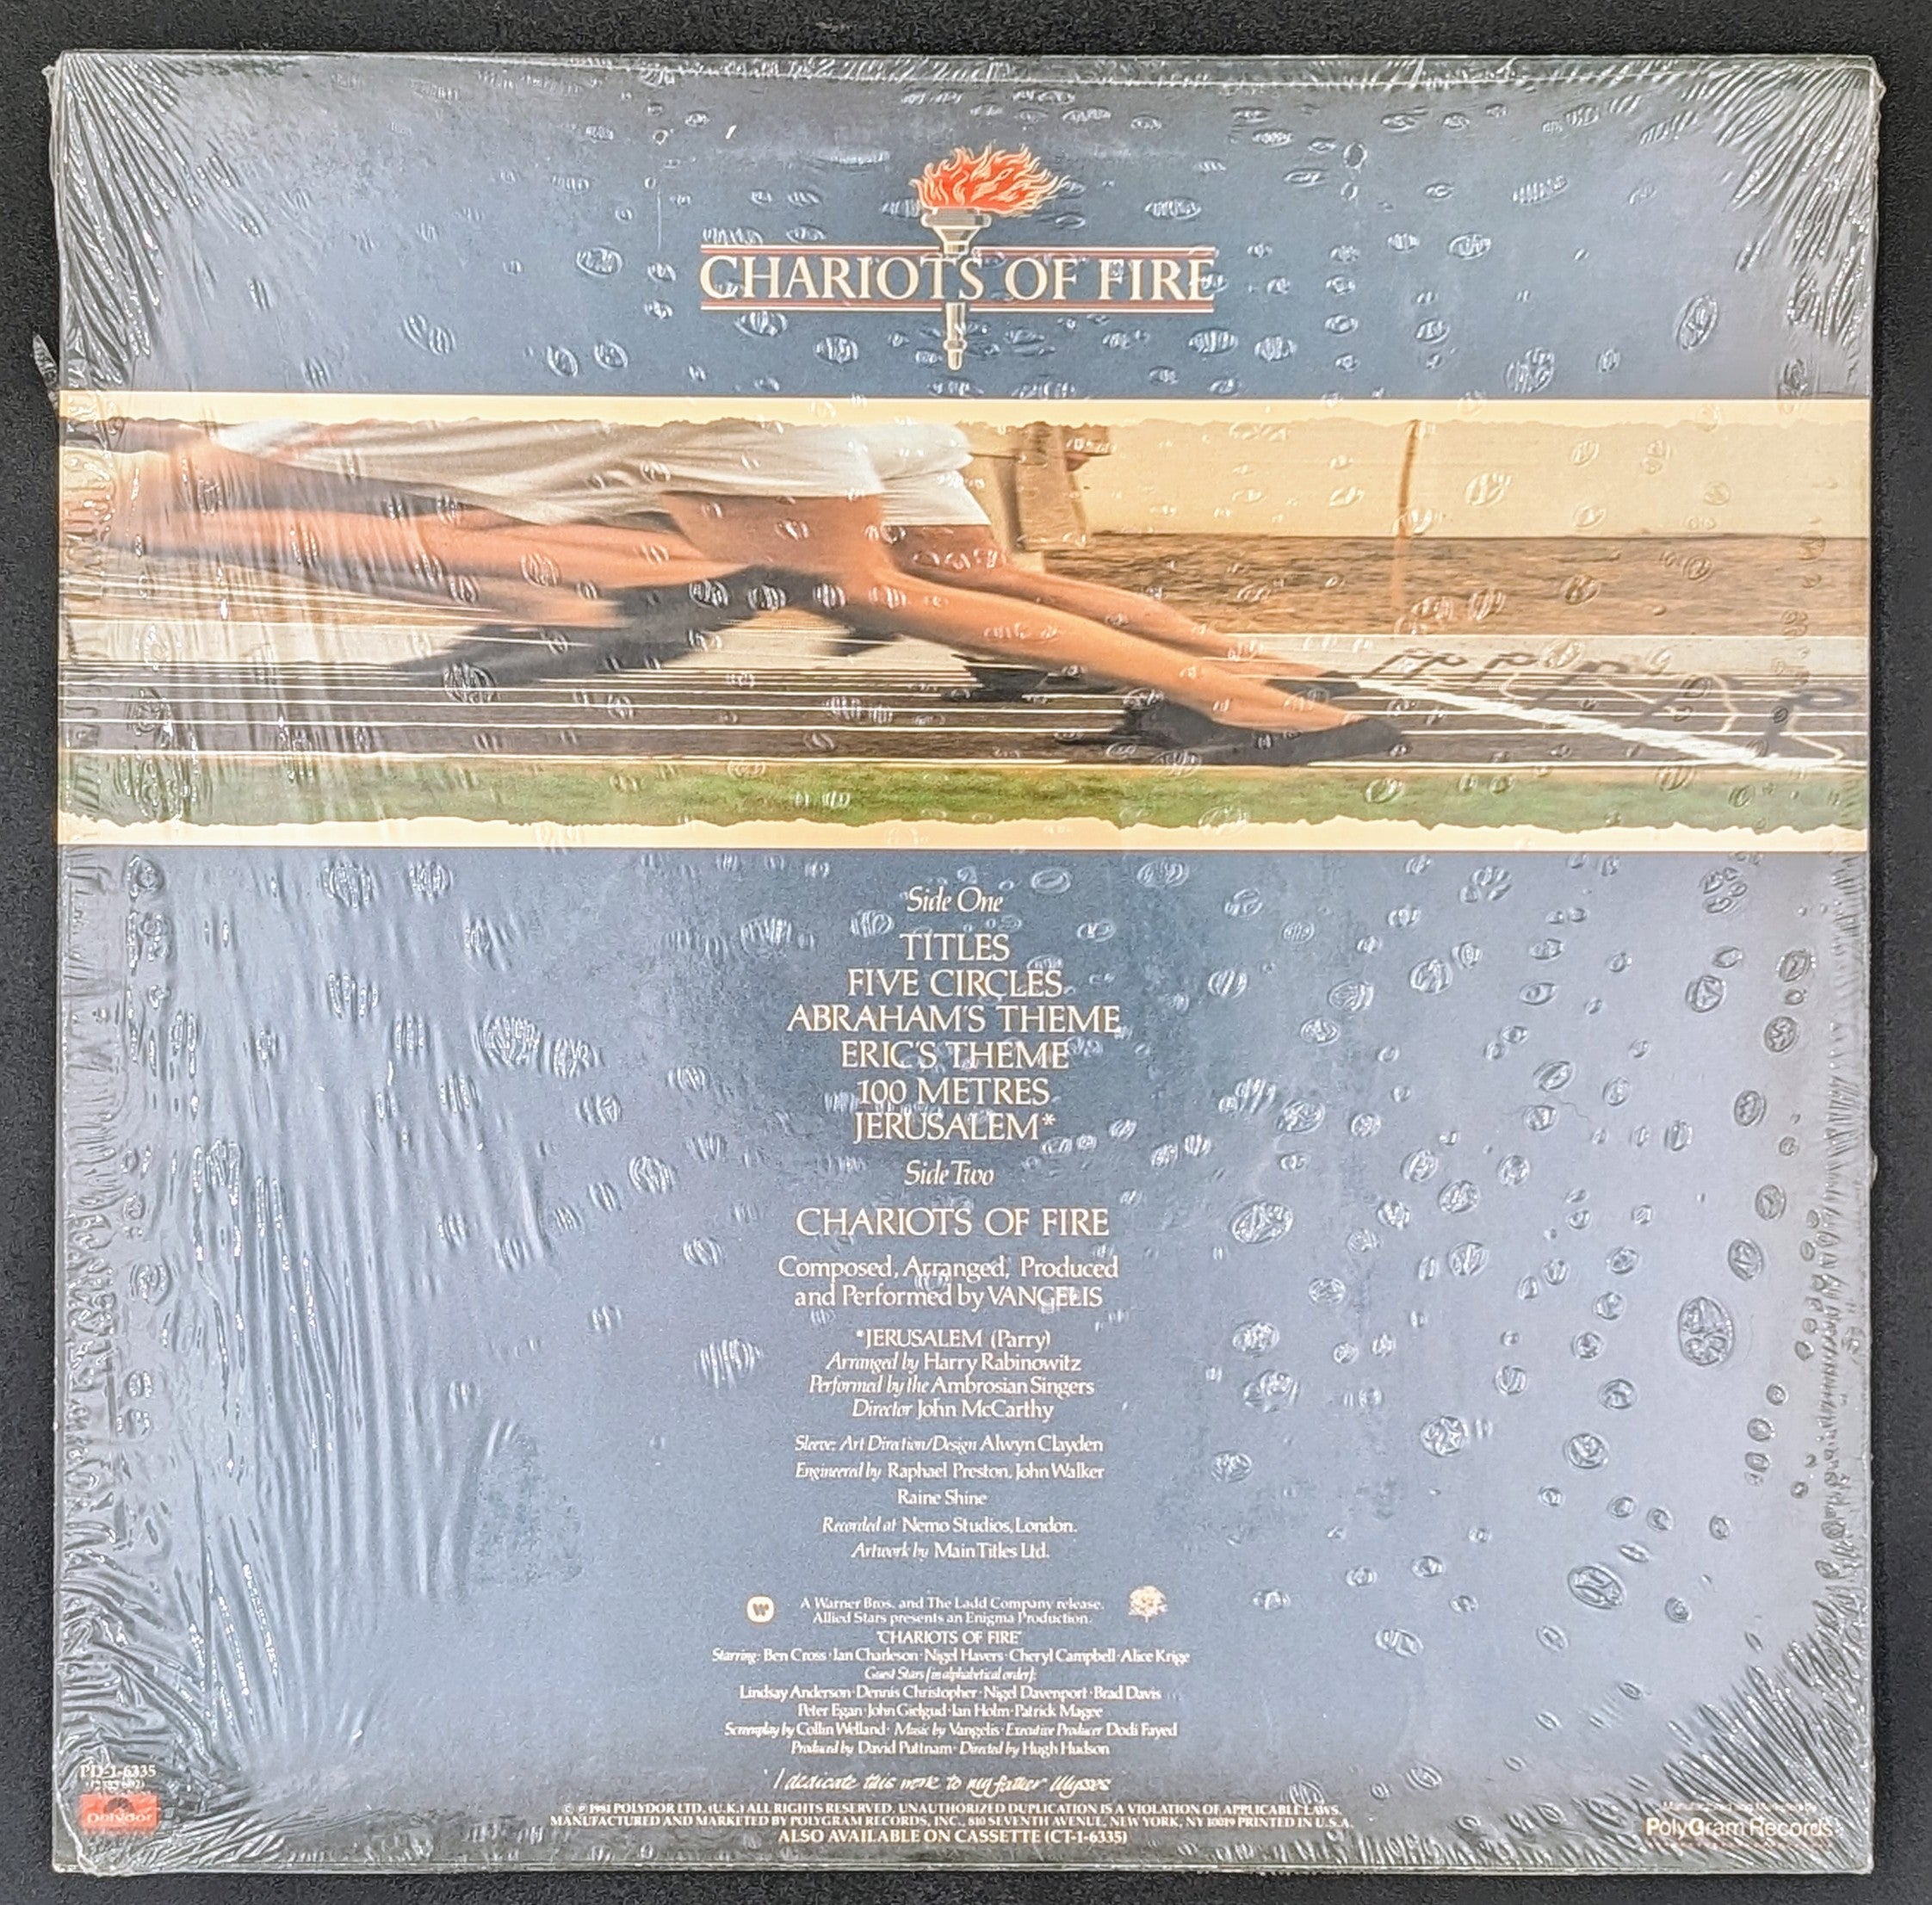 CHARIOTS OF FIRE
Side One
TITLES
FIVE CIRCLES
ABRAHAM'S THEME
ERIC'S THEME
100 METRES
JERUSALEM*
Side Two
CHARIOTS OF FIRE
Composed, Arranged, Produced
and Performed by VANGELIS
*JERUSALEM (Parry)
Arranged by Harry Rabinowitz
Performed by the Ambrosian Singers
Director John McCarthy
Sleeve: Art Direction/Design Alwyn Clayden
Engineered by Raphael Preston, John Walker
Raine Shine
Recorded at Nemo Studios, London.
Artwork by Main Titles Ltd.
A Warner Bros. and The Ladd Company release.
Allied Stars presents an Enigma Production.
"CHARIOTS OF FIRE"
Starring: Ben Cross · Ian Charleson · Nigel Havers · Cheryl Campbell · Alice Krige
Guest Stars [in alphabetical order]:
Lindsay Anderson · Dennis Christopher · Nigel Davenport · Brad Davis
Peter Egan · John Gielgud · Ian Holm · Patrick Magee
Screenplay by Collin Welland · Music by Vangelis · Executive Producer Dodi Fayed
Produced by David Puttnam · Directed by Hugh Hudson
I dedicate this work to my father Ulysses
PD-1-6335
Polydor
© ℗ 1981 POLYDOR LTD. (U.K.) ALL RIGHTS RESERVED. UNAUTHORIZED DUPLICATION IS A VIOLATION OF APPLICABLE LAWS.
MANUFACTURED AND MARKETED BY POLYGRAM RECORDS, INC., 810 SEVENTH AVENUE, NEW YORK, NY 10019 PRINTED IN U.S.A.
ALSO AVAILABLE ON CASSETTE (CT-1-6335)
Manufactured and Marketed by
PolyGram Records